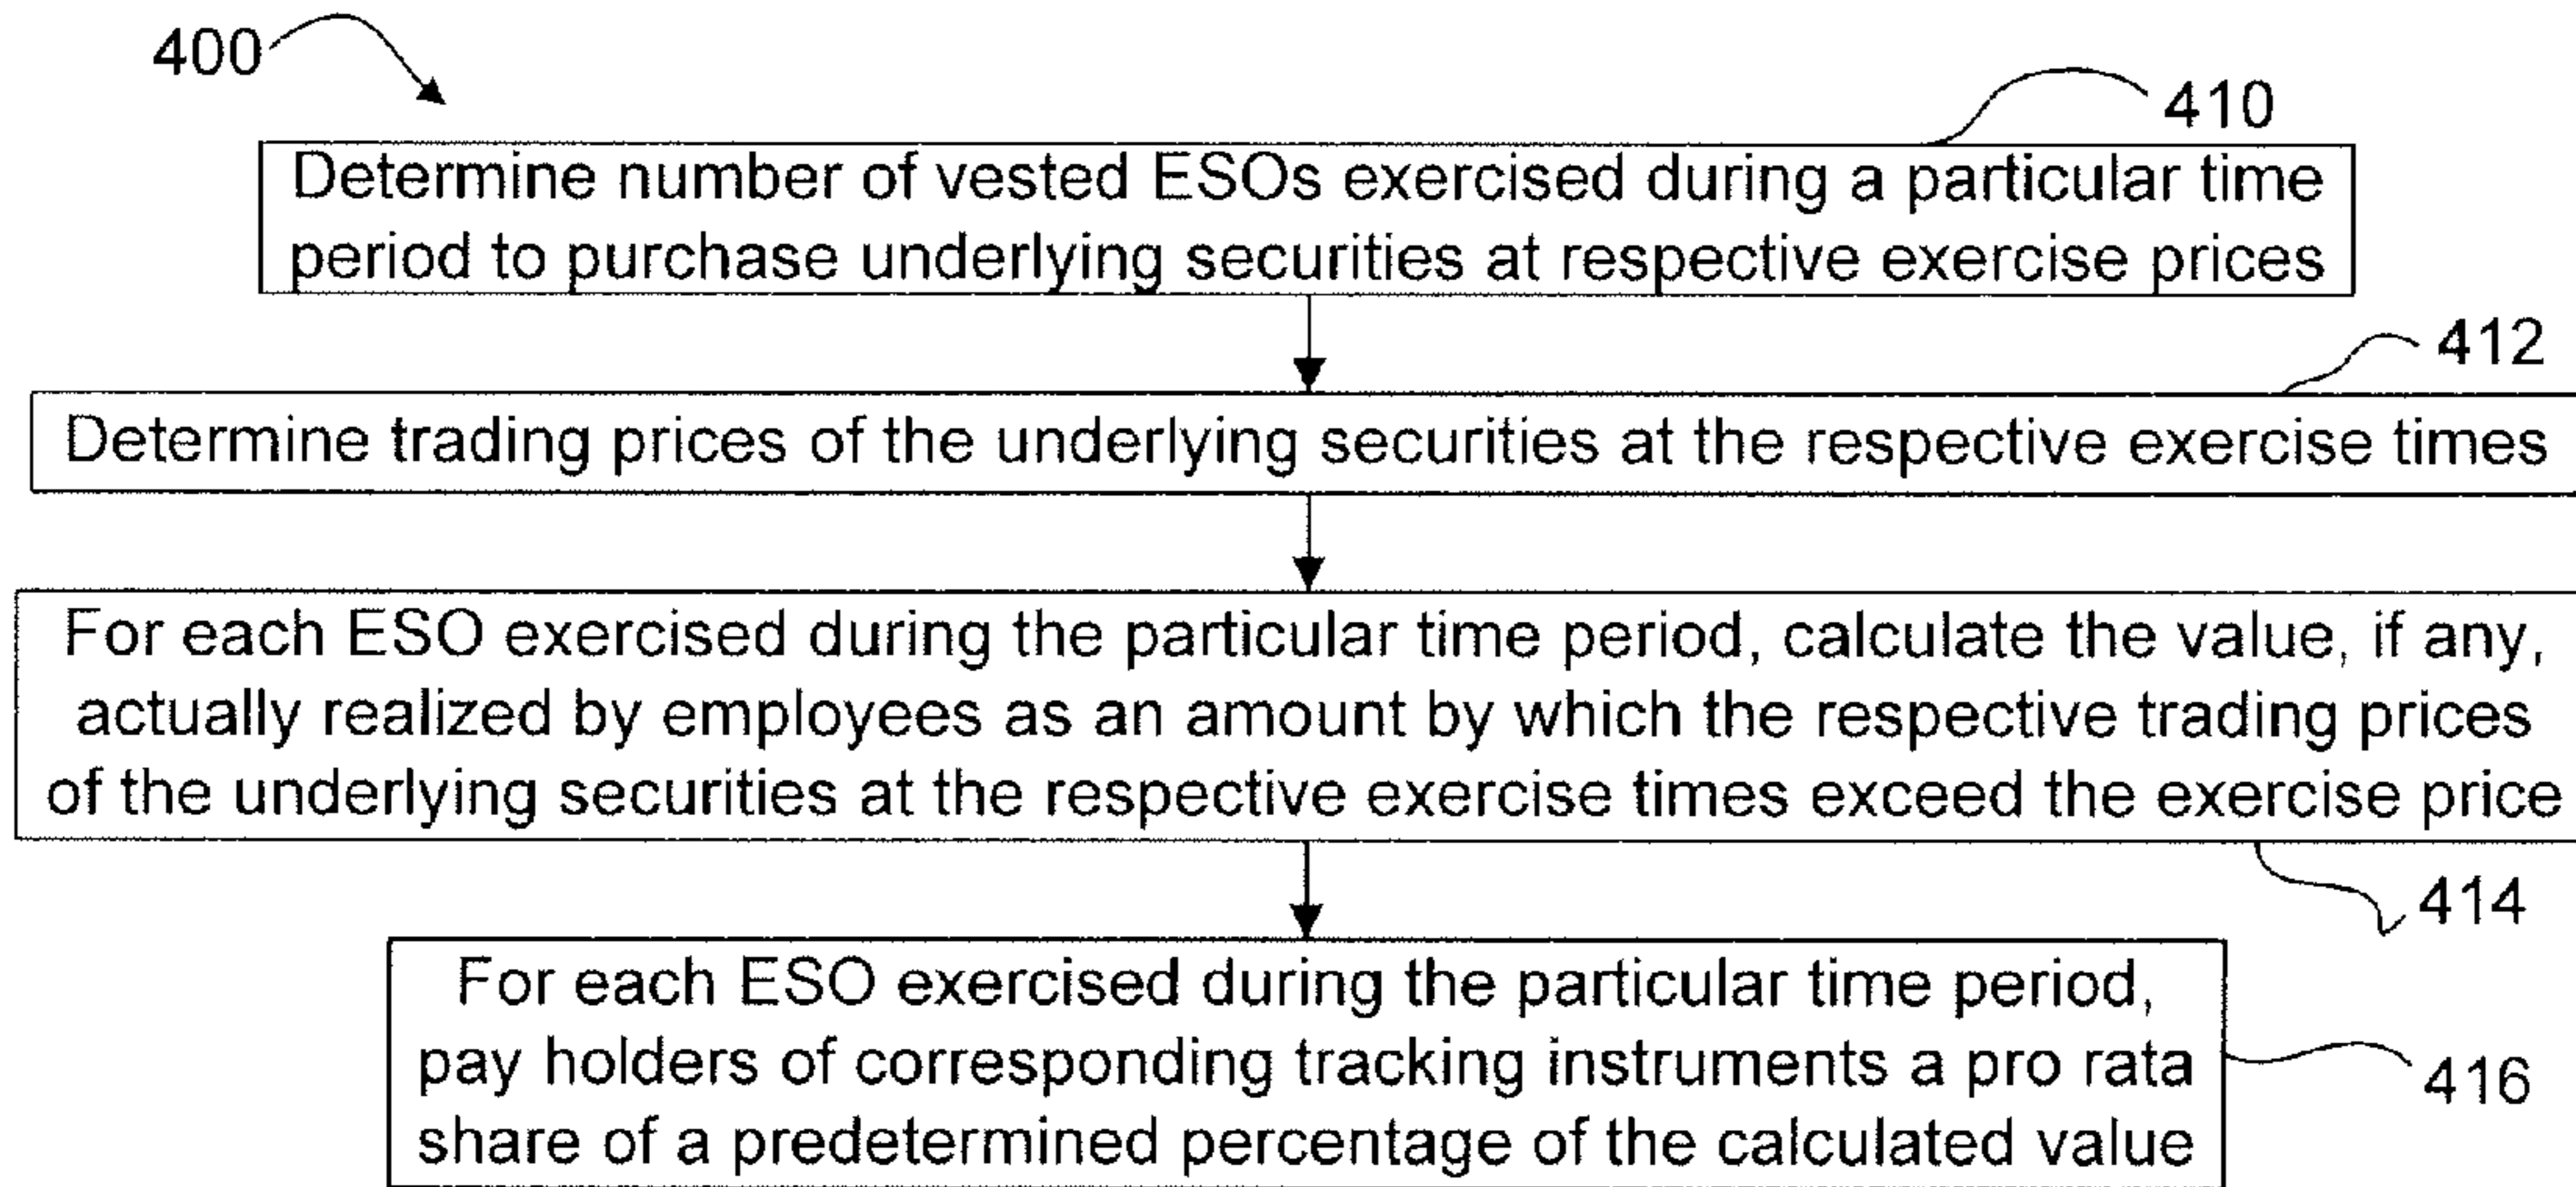 400
410
Determine number of vested ESOs exercised during a particular time
period to purchase underlying securities at respective exercise prices
412
Determine trading prices of the underlying securities at the respective exercise times
For each ESO exercised during the particular time period, calculate the value, if any,
actually realized by employees as an amount by which the respective trading prices
of the underlying securities at the respective exercise times exceed the exercise price
414
For each ESO exercised during the particular time period,
pay holders of corresponding tracking instruments a pro rata
share of a predetermined percentage of the calculated value
416